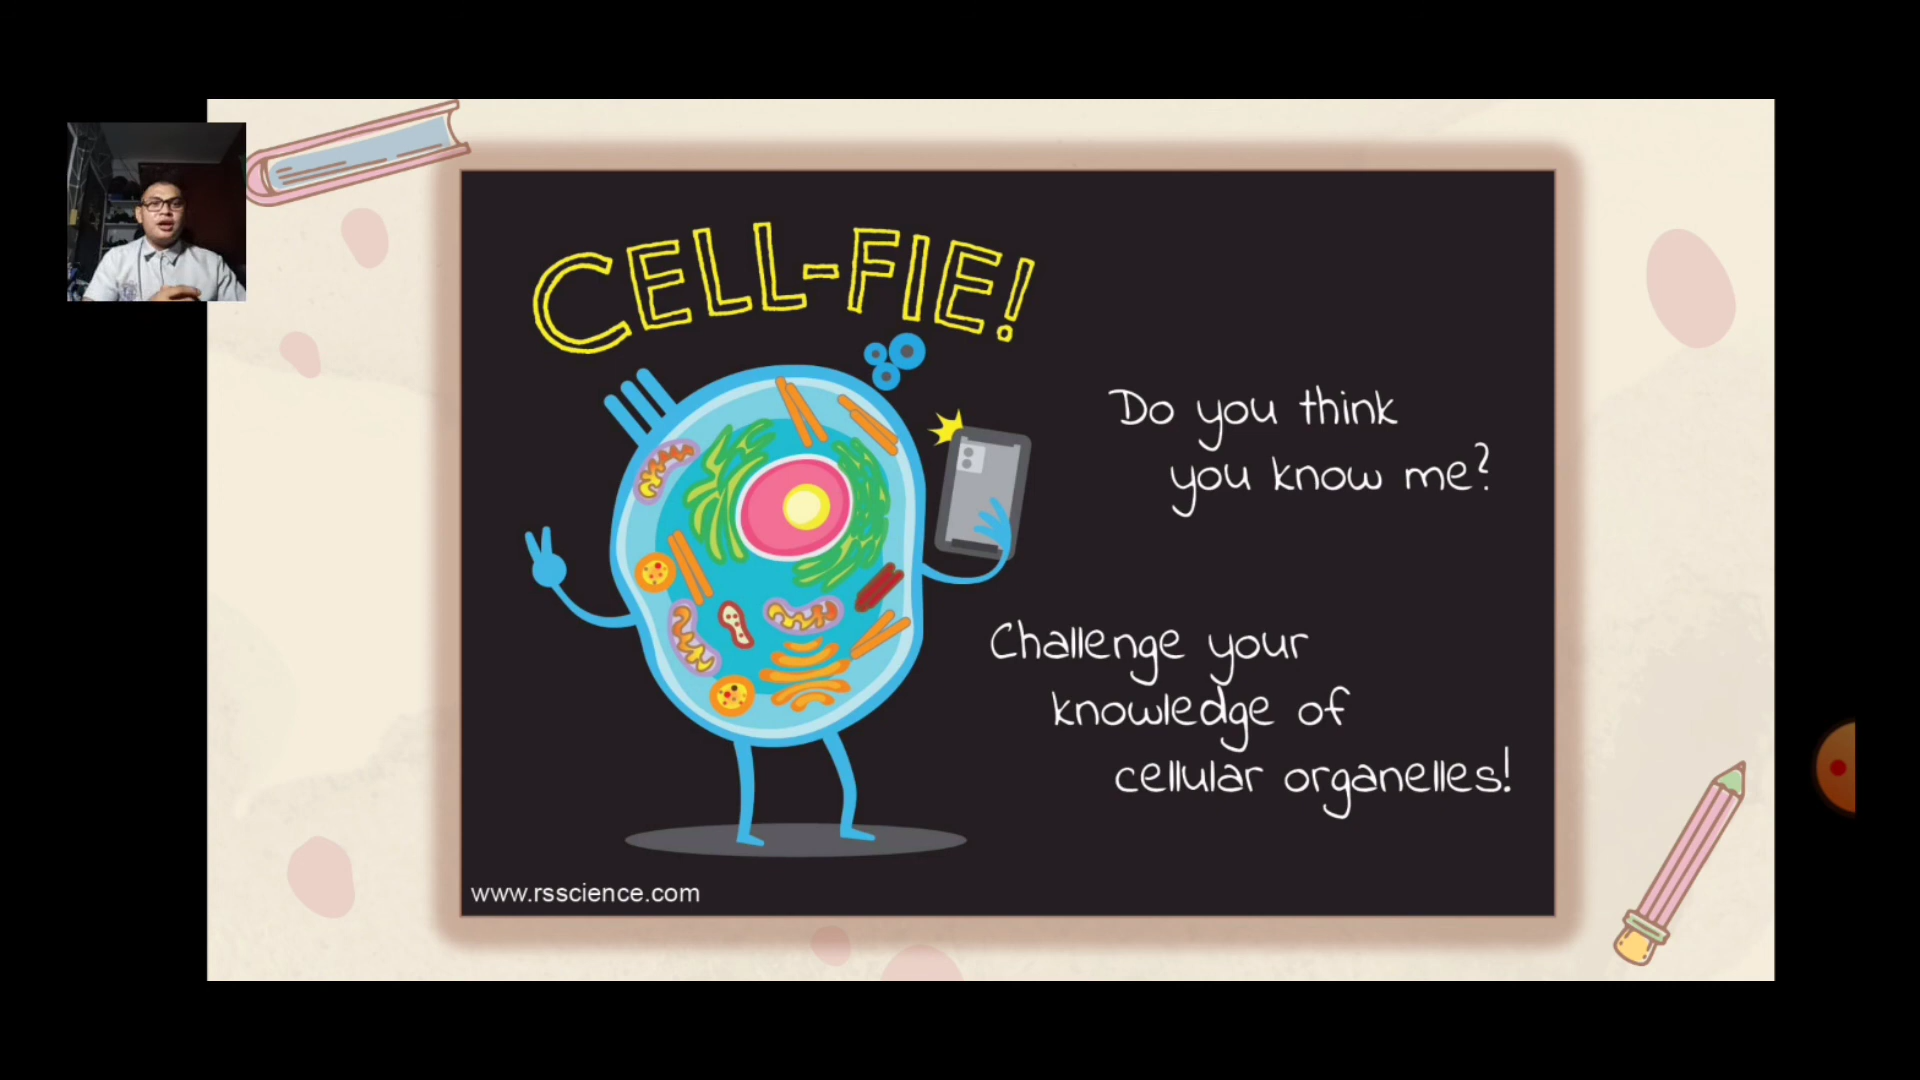 CELL-FIE!
Do you think
you know me?
Challenge your
knowledge of
cellular organelles!
www.rsscience.com